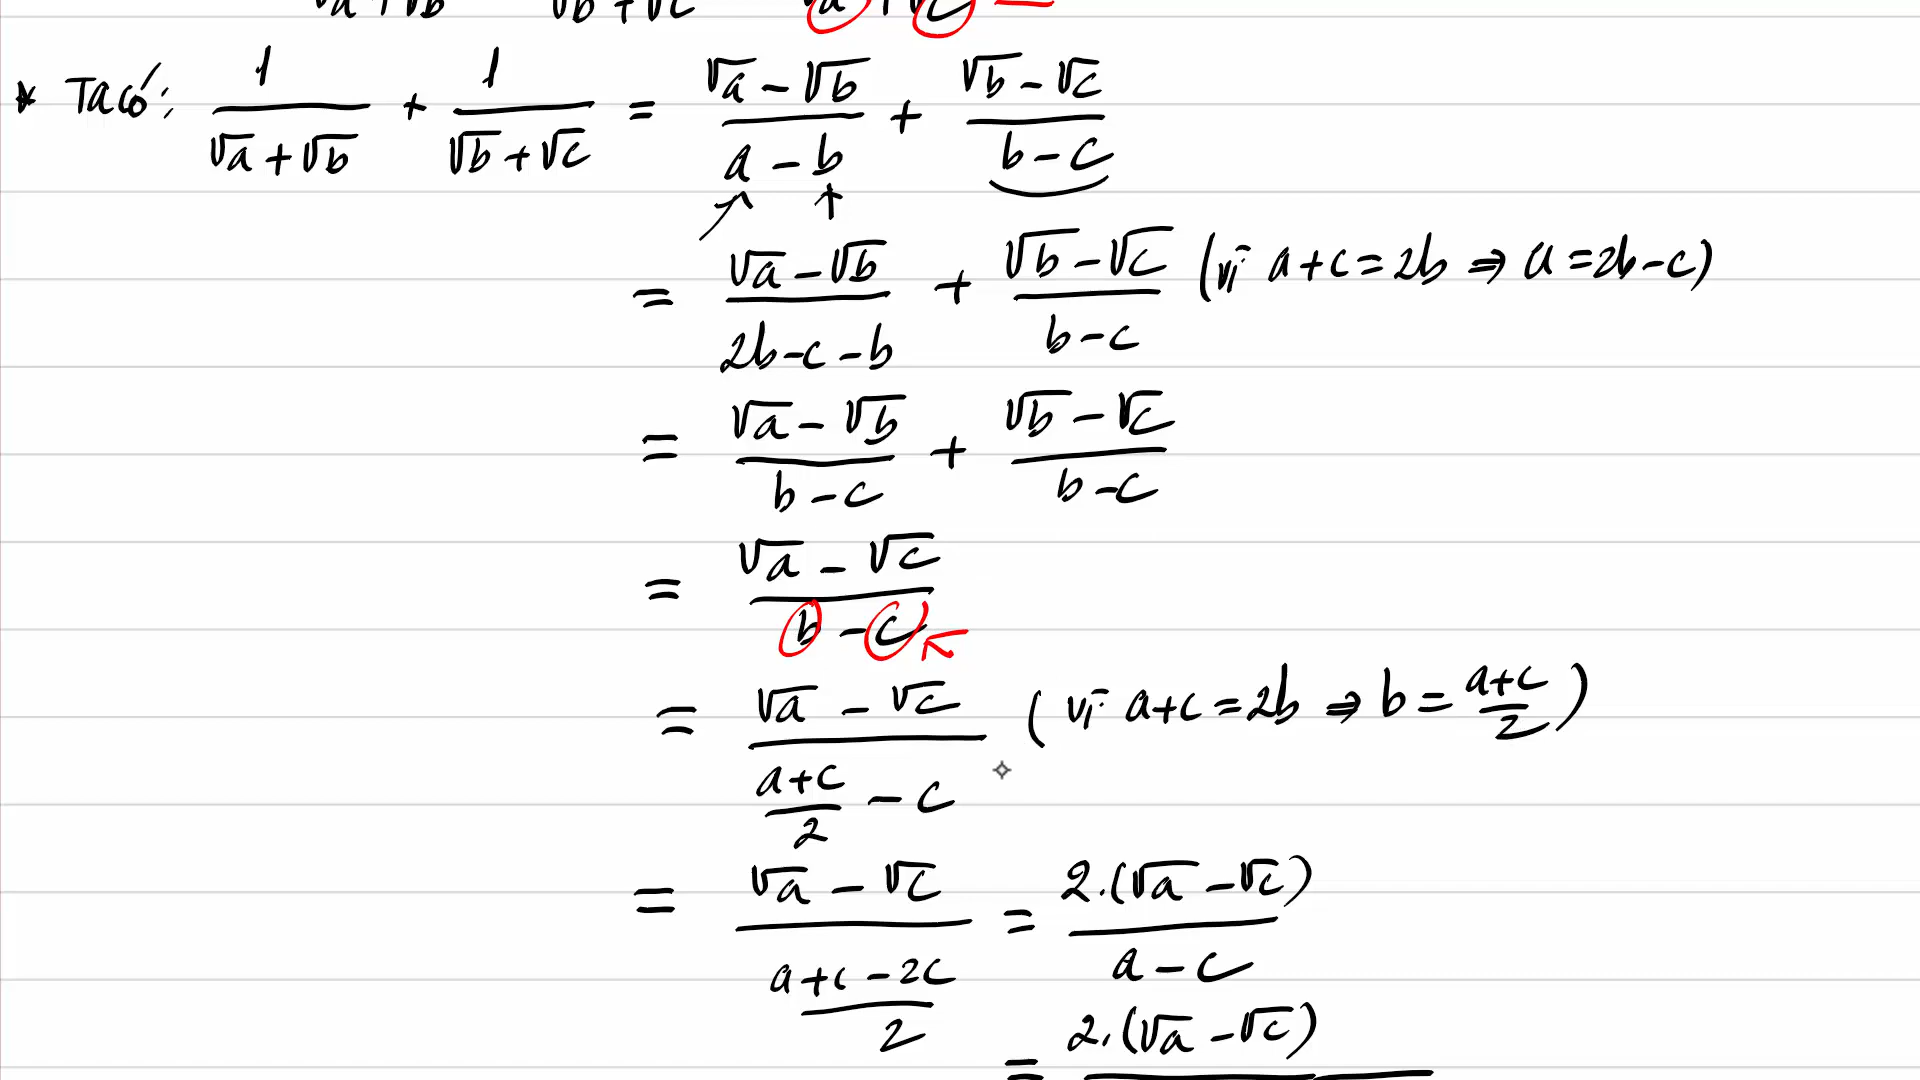 √a+√b √b+√c √a+√c
* Ta có: 1/(√a+√b) + 1/(√b+√c) = (√a-√b)/(a-b) + (√b-√c)/(b-c)
= (√a-√b)/(2b-c-b) + (√b-√c)/(b-c) (vì a+c=2b ⇒ a=2b-c)
= (√a-√b)/(b-c) + (√b-√c)/(b-c)
= (√a-√c)/(b-c)
= (√a-√c)/((a+c)/2 - c) (vì a+c=2b ⇒ b=(a+c)/2)
= (√a-√c)/((a+c-2c)/2) = 2.(√a-√c)/(a-c)
= 2.(√a-√c)